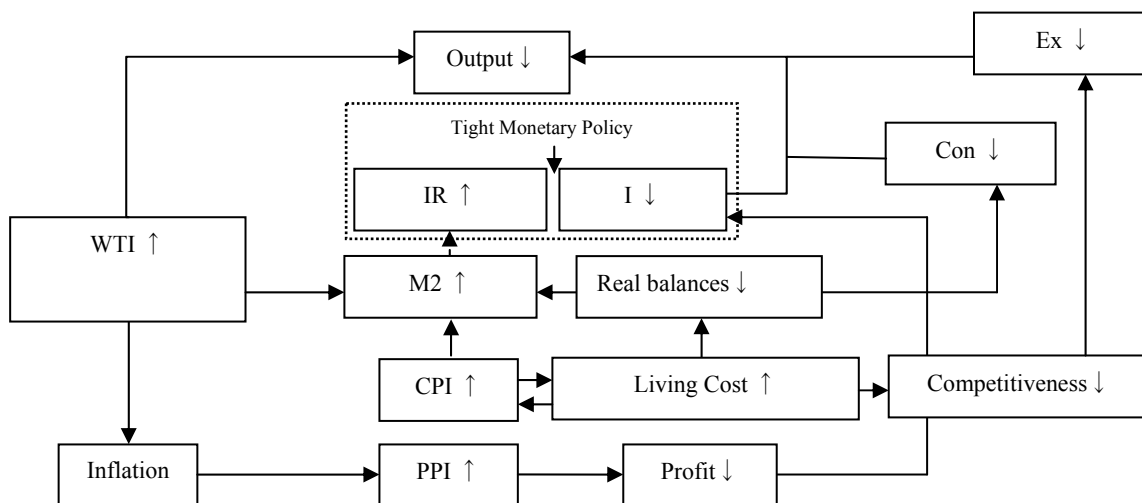 Ex ↓
Output ↓
Tight Monetary Policy
Con ↓
IR ↑
I ↓
WTI ↑
M2 ↑
Real balances ↓
CPI ↑
Living Cost ↑
Competitiveness ↓
Inflation
PPI ↑
Profit ↓